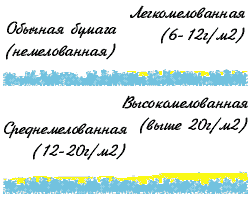 Обычная бумага
(немелованная)
Легкомелованная
(6-12г/м2)
Среднемелованная
(12-20г/м2)
Высокомелованная
(выше 20г/м2)